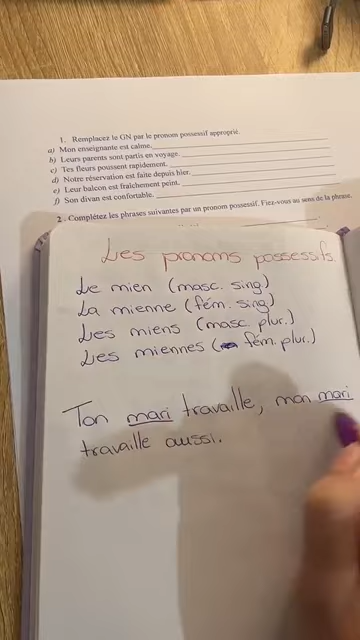 1. Remplacez le GN par le pronom possessif approprié.
a) Mon enseignante est calme.
b) Leurs parents sont partis en voyage.
c) Tes fleurs poussent rapidement.
d) Notre réservation est faite depuis hier.
e) Leur balcon est fraîchement peint.
f) Son divan est confortable.
2. Complétez les phrases suivantes par un pronom possessif. Fiez-vous au sens de la phrase.
Les pronoms possessifs
Le mien (masc. sing)
La mienne (fém. sing)
Les miens (masc. plur.)
Les miennes (fém. plur.)
Ton mari travaille, mon mari
travaille aussi.